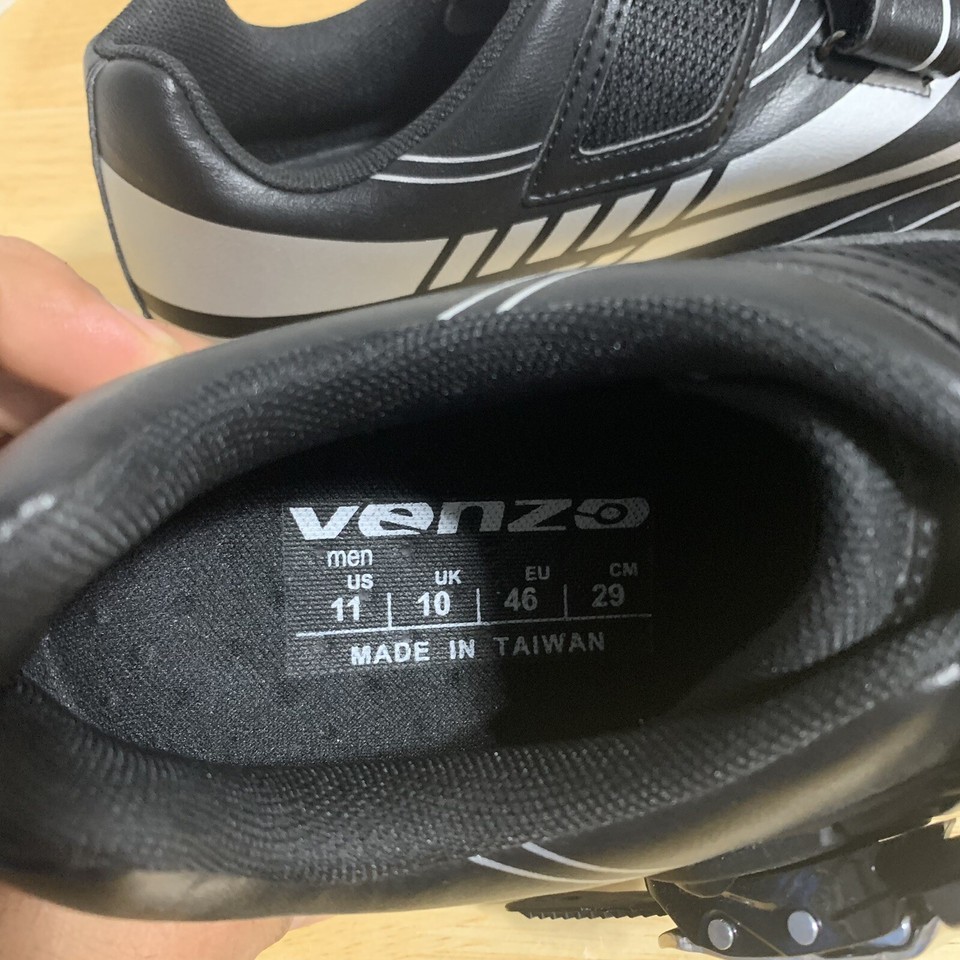 venzo
men
US UK EU CM
11 | 10 | 46 | 29
MADE IN TAIWAN